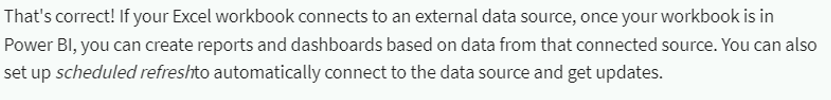 That's correct! If your Excel workbook connects to an external data source, once your workbook is in
Power BI, you can create reports and dashboards based on data from that connected source. You can also
set up scheduled refreshto automatically connect to the data source and get updates.